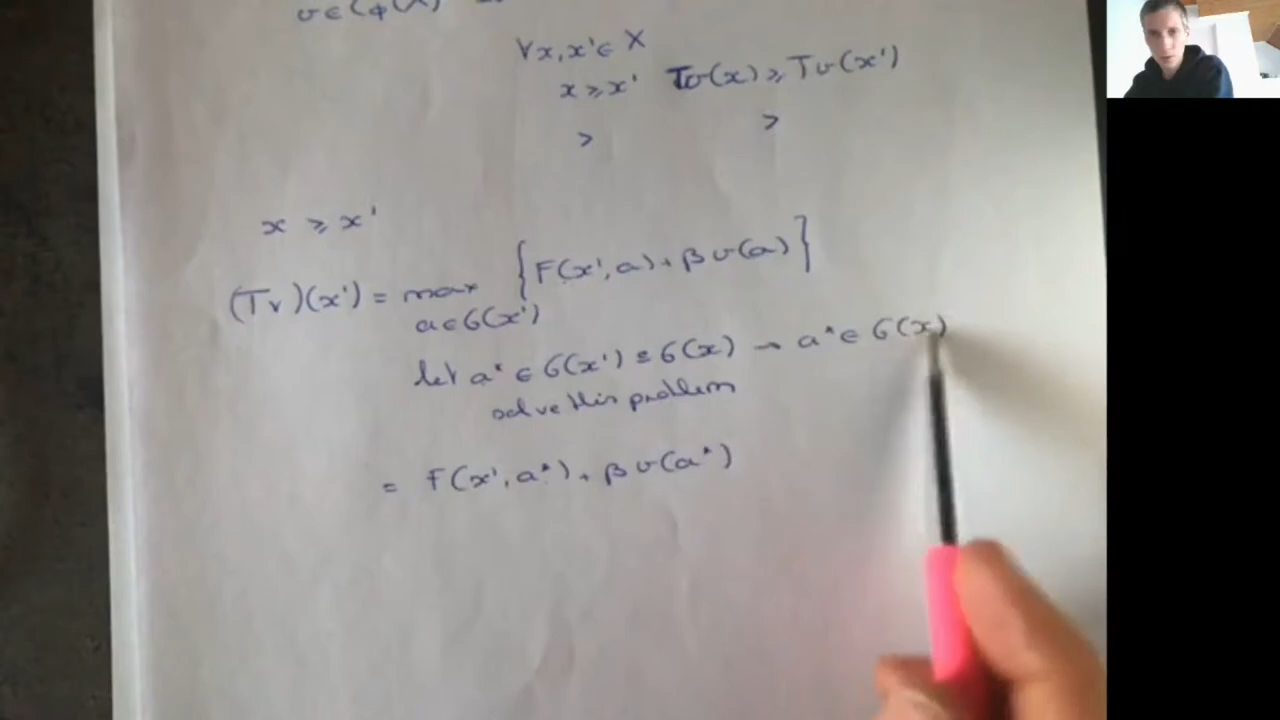 ∀x,x'∈ X
x ⩾ x' Tv(x) ⩾ Tv(x')
> >
x ⩾ x'
(Tv)(x') = max {F(x',a) + βv(a)}
a∈G(x')
let a* ∈ G(x') ⊆ G(x) → a* ∈ G(x)
solve this problem
= F(x',a*) + βv(a*)